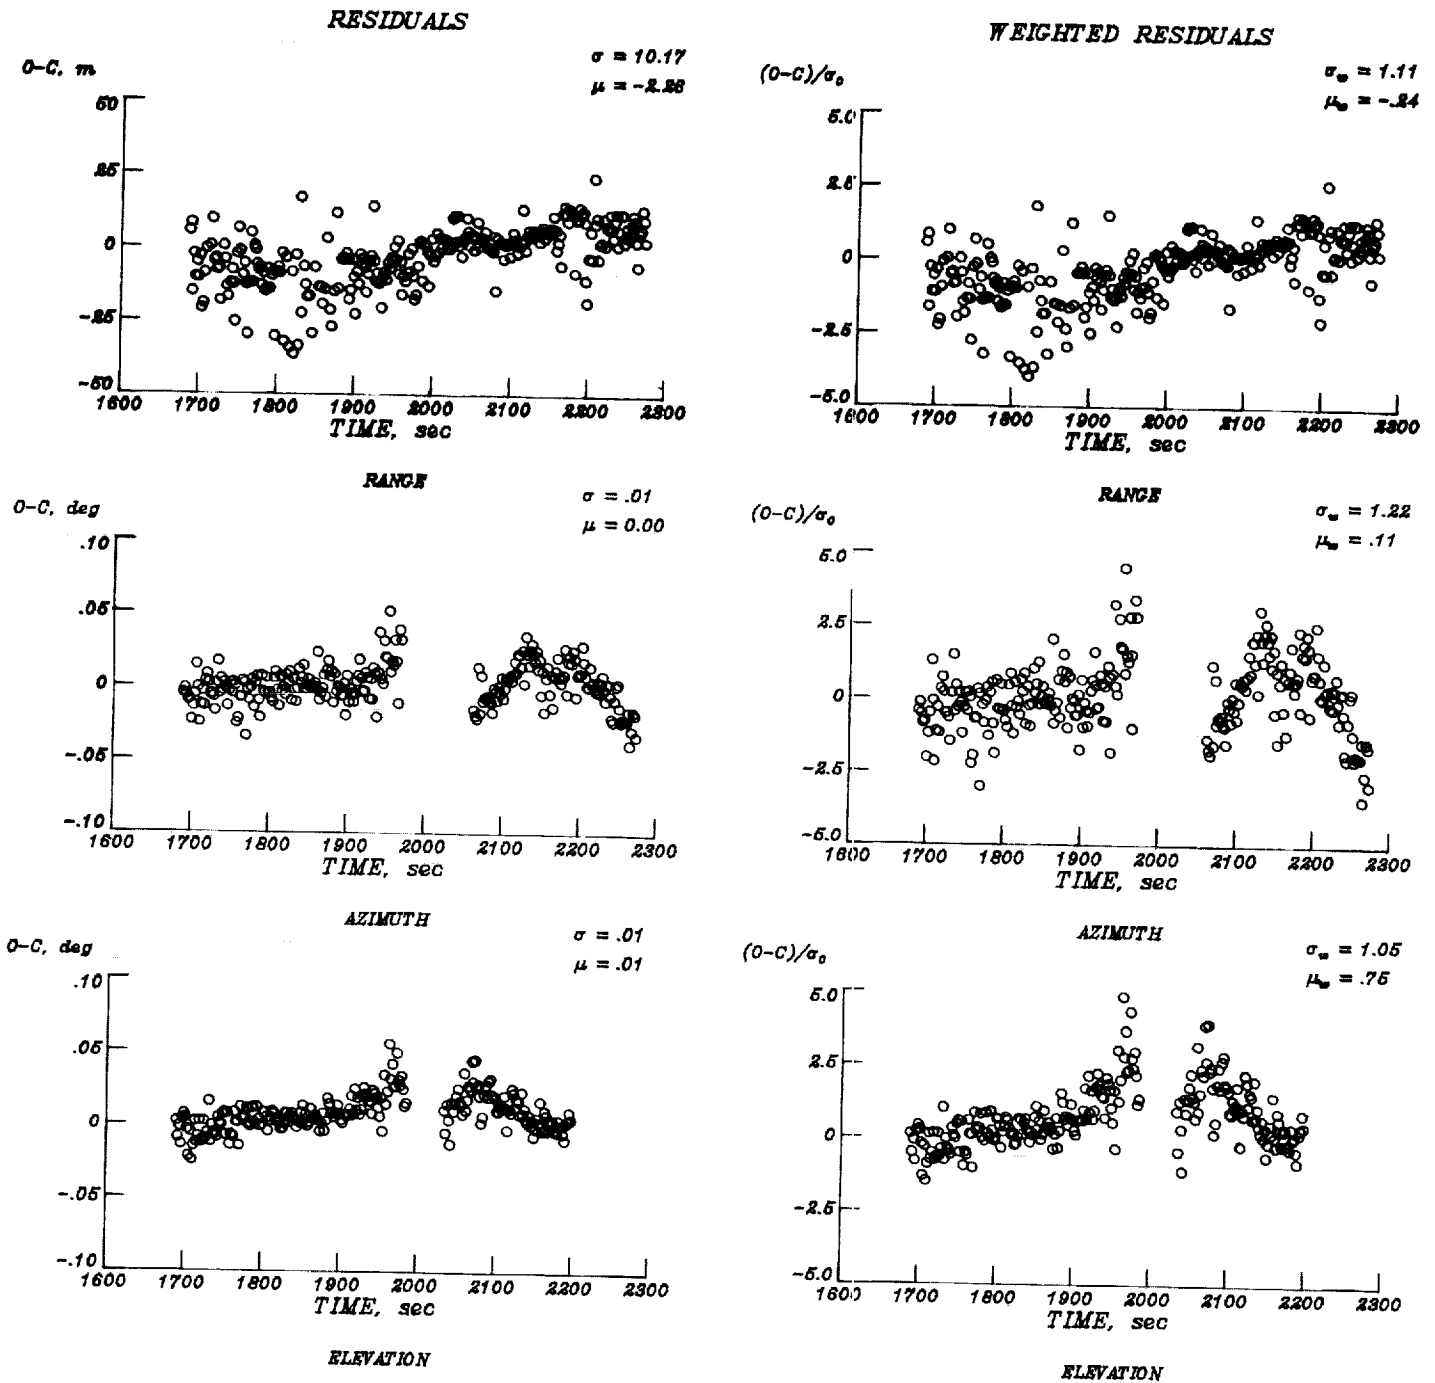 RESIDUALS
O-C, m
σ = 10.17
μ = -2.26
50
25
0
-25
-50
1600 1700 1800 1900 2000 2100 2200 2300
TIME, sec
RANGE
WEIGHTED RESIDUALS
(O-C)/σ₀
σw = 1.11
μw = -.24
5.0
2.5
0
-2.5
-5.0
1600 1700 1800 1900 2000 2100 2200 2300
TIME, sec
RANGE
O-C, deg
σ = .01
μ = 0.00
.10
.05
0
-.05
-.10
1600 1700 1800 1900 2000 2100 2200 2300
TIME, sec
AZIMUTH
(O-C)/σ₀
σw = 1.22
μw = .11
5.0
2.5
0
-2.5
-5.0
1600 1700 1800 1900 2000 2100 2200 2300
TIME, sec
AZIMUTH
O-C, deg
σ = .01
μ = .01
.10
.05
0
-.05
-.10
1600 1700 1800 1900 2000 2100 2200 2300
TIME, sec
ELEVATION
(O-C)/σ₀
σw = 1.05
μw = .75
5.0
2.5
0
-2.5
-5.0
1600 1700 1800 1900 2000 2100 2200 2300
TIME, sec
ELEVATION